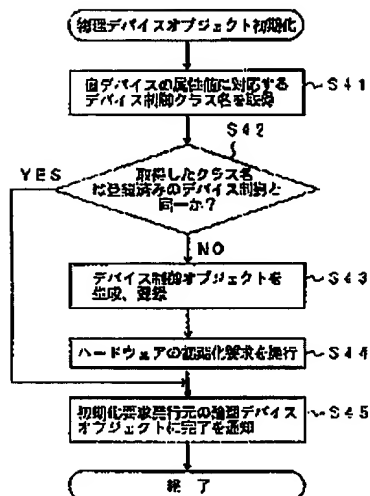 物理デバイスオブジェクト初期化
自デバイスの属性値に対応する
デバイス制御クラス名を取得
S41
S42
取得したクラス名
は登録済みのデバイス制御と
同一か?
YES
NO
デバイス制御オブジェクトを
生成、登録
S43
ハードウェアの初期化要求を発行
S44
初期化要求発行元の論理デバイス
オブジェクトに完了を通知
S45
終了